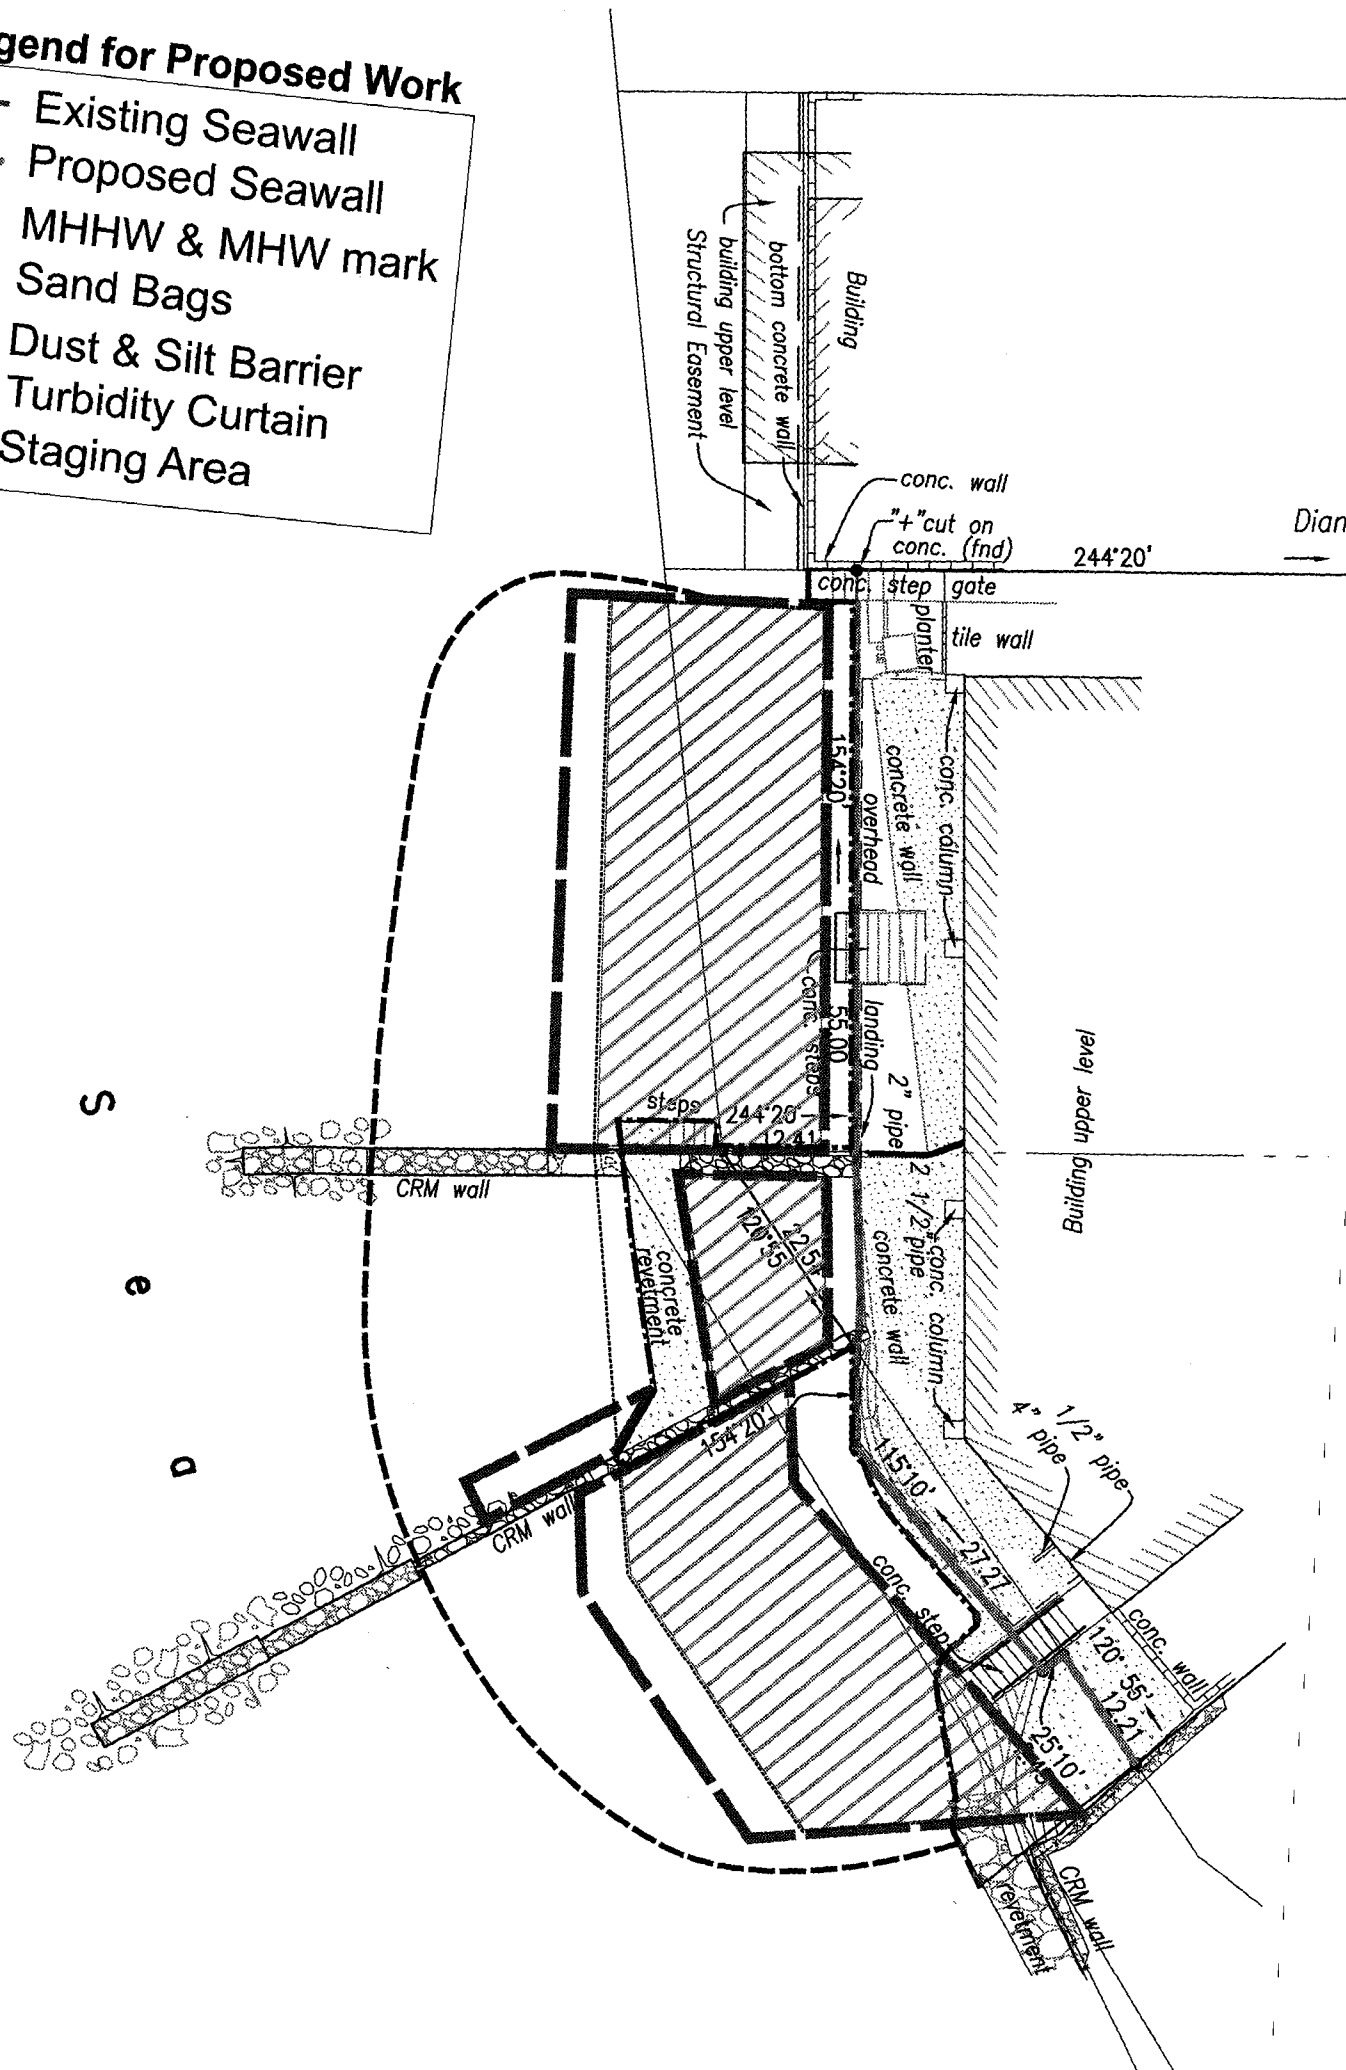 gend for Proposed Work
Existing Seawall
Proposed Seawall
MHHW & MHW mark
Sand Bags
Dust & Silt Barrier
Turbidity Curtain
Staging Area
Building
bottom concrete wall
building upper level
Structural Easement
conc. wall
"+"cut on
conc. (fnd)
244°20'
Dian
conc. step gate
planter
tile wall
154°20'
overhead
concrete wall
conc. column
conc. steps
55.00
landing
2" pipe
Building upper level
steps
244°20'
12.41
CRM wall
2 1/2" pipe
conc. column
concrete wall
22.51
120°55'
concrete
revetment
154°20'
1/2" pipe
4" pipe
115°10'
27.27
CRM wall
conc. step
conc. wall
120° 55'
12.21
25°10'
CRM wall
revetment
S e a